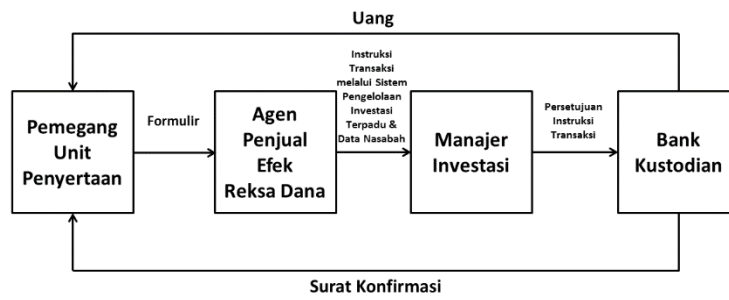 Uang
Pemegang
Unit
Penyertaan
Formulir
Agen
Penjual
Efek
Reksa Dana
Instruksi
Transaksi
melalui Sistem
Pengelolaan
Investasi
Terpadu &
Data Nasabah
Manajer
Investasi
Persetujuan
Instruksi
Transaksi
Bank
Kustodian
Surat Konfirmasi